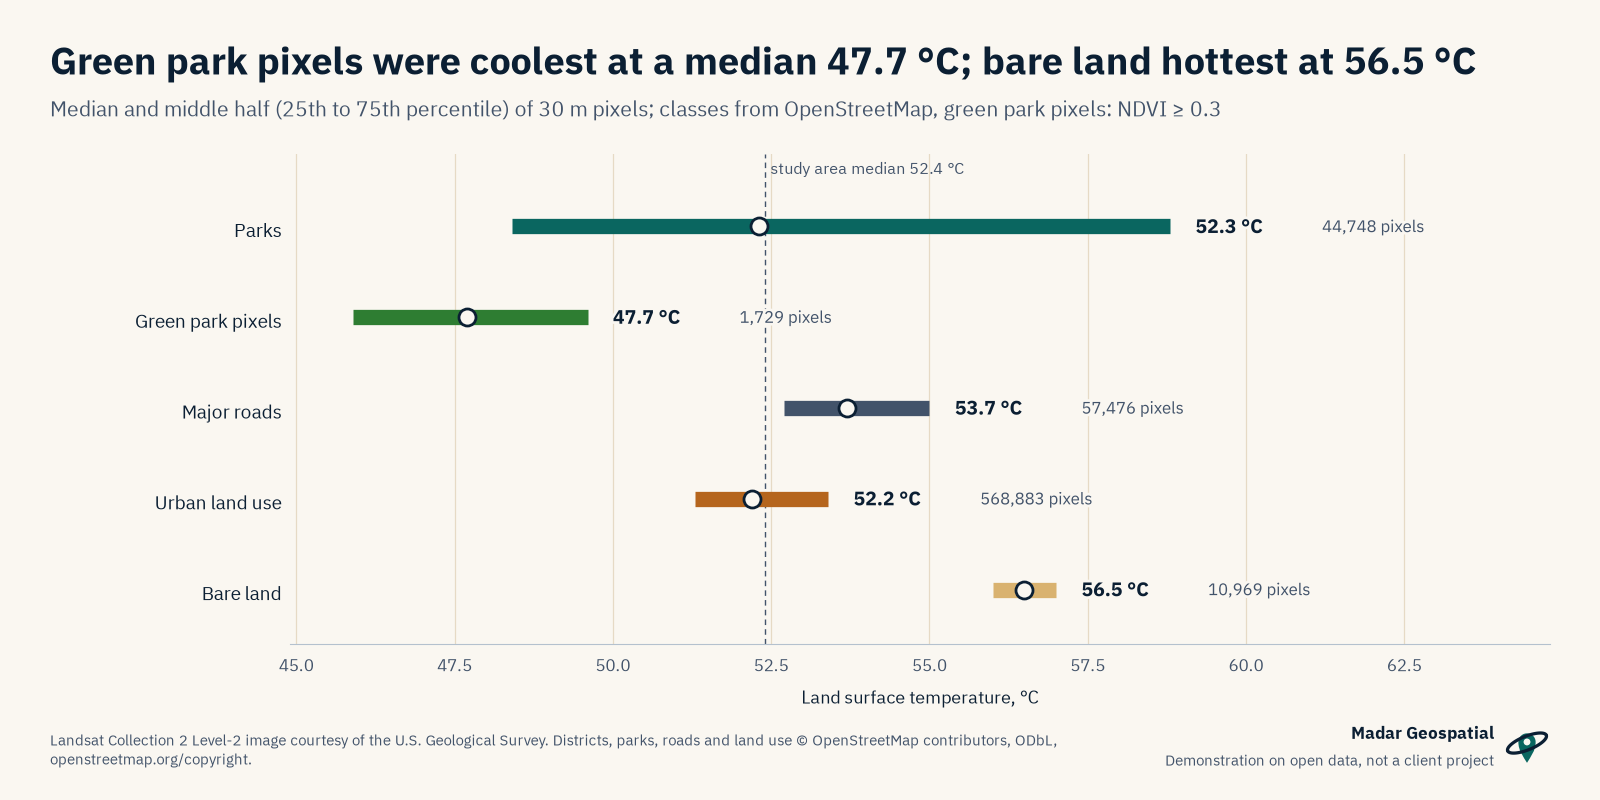 Green park pixels were coolest at a median 47.7 °C; bare land hottest at 56.5 °C
Median and middle half (25th to 75th percentile) of 30 m pixels; classes from OpenStreetMap, green park pixels: NDVI ≥ 0.3
study area median 52.4 °C
Parks 52.3 °C 44,748 pixels
Green park pixels 47.7 °C 1,729 pixels
Major roads 53.7 °C 57,476 pixels
Urban land use 52.2 °C 568,883 pixels
Bare land 56.5 °C 10,969 pixels
45.0 47.5 50.0 52.5 55.0 57.5 60.0 62.5
Land surface temperature, °C
Landsat Collection 2 Level-2 image courtesy of the U.S. Geological Survey. Districts, parks, roads and land use © OpenStreetMap contributors, ODbL,
openstreetmap.org/copyright.
Madar Geospatial
Demonstration on open data, not a client project